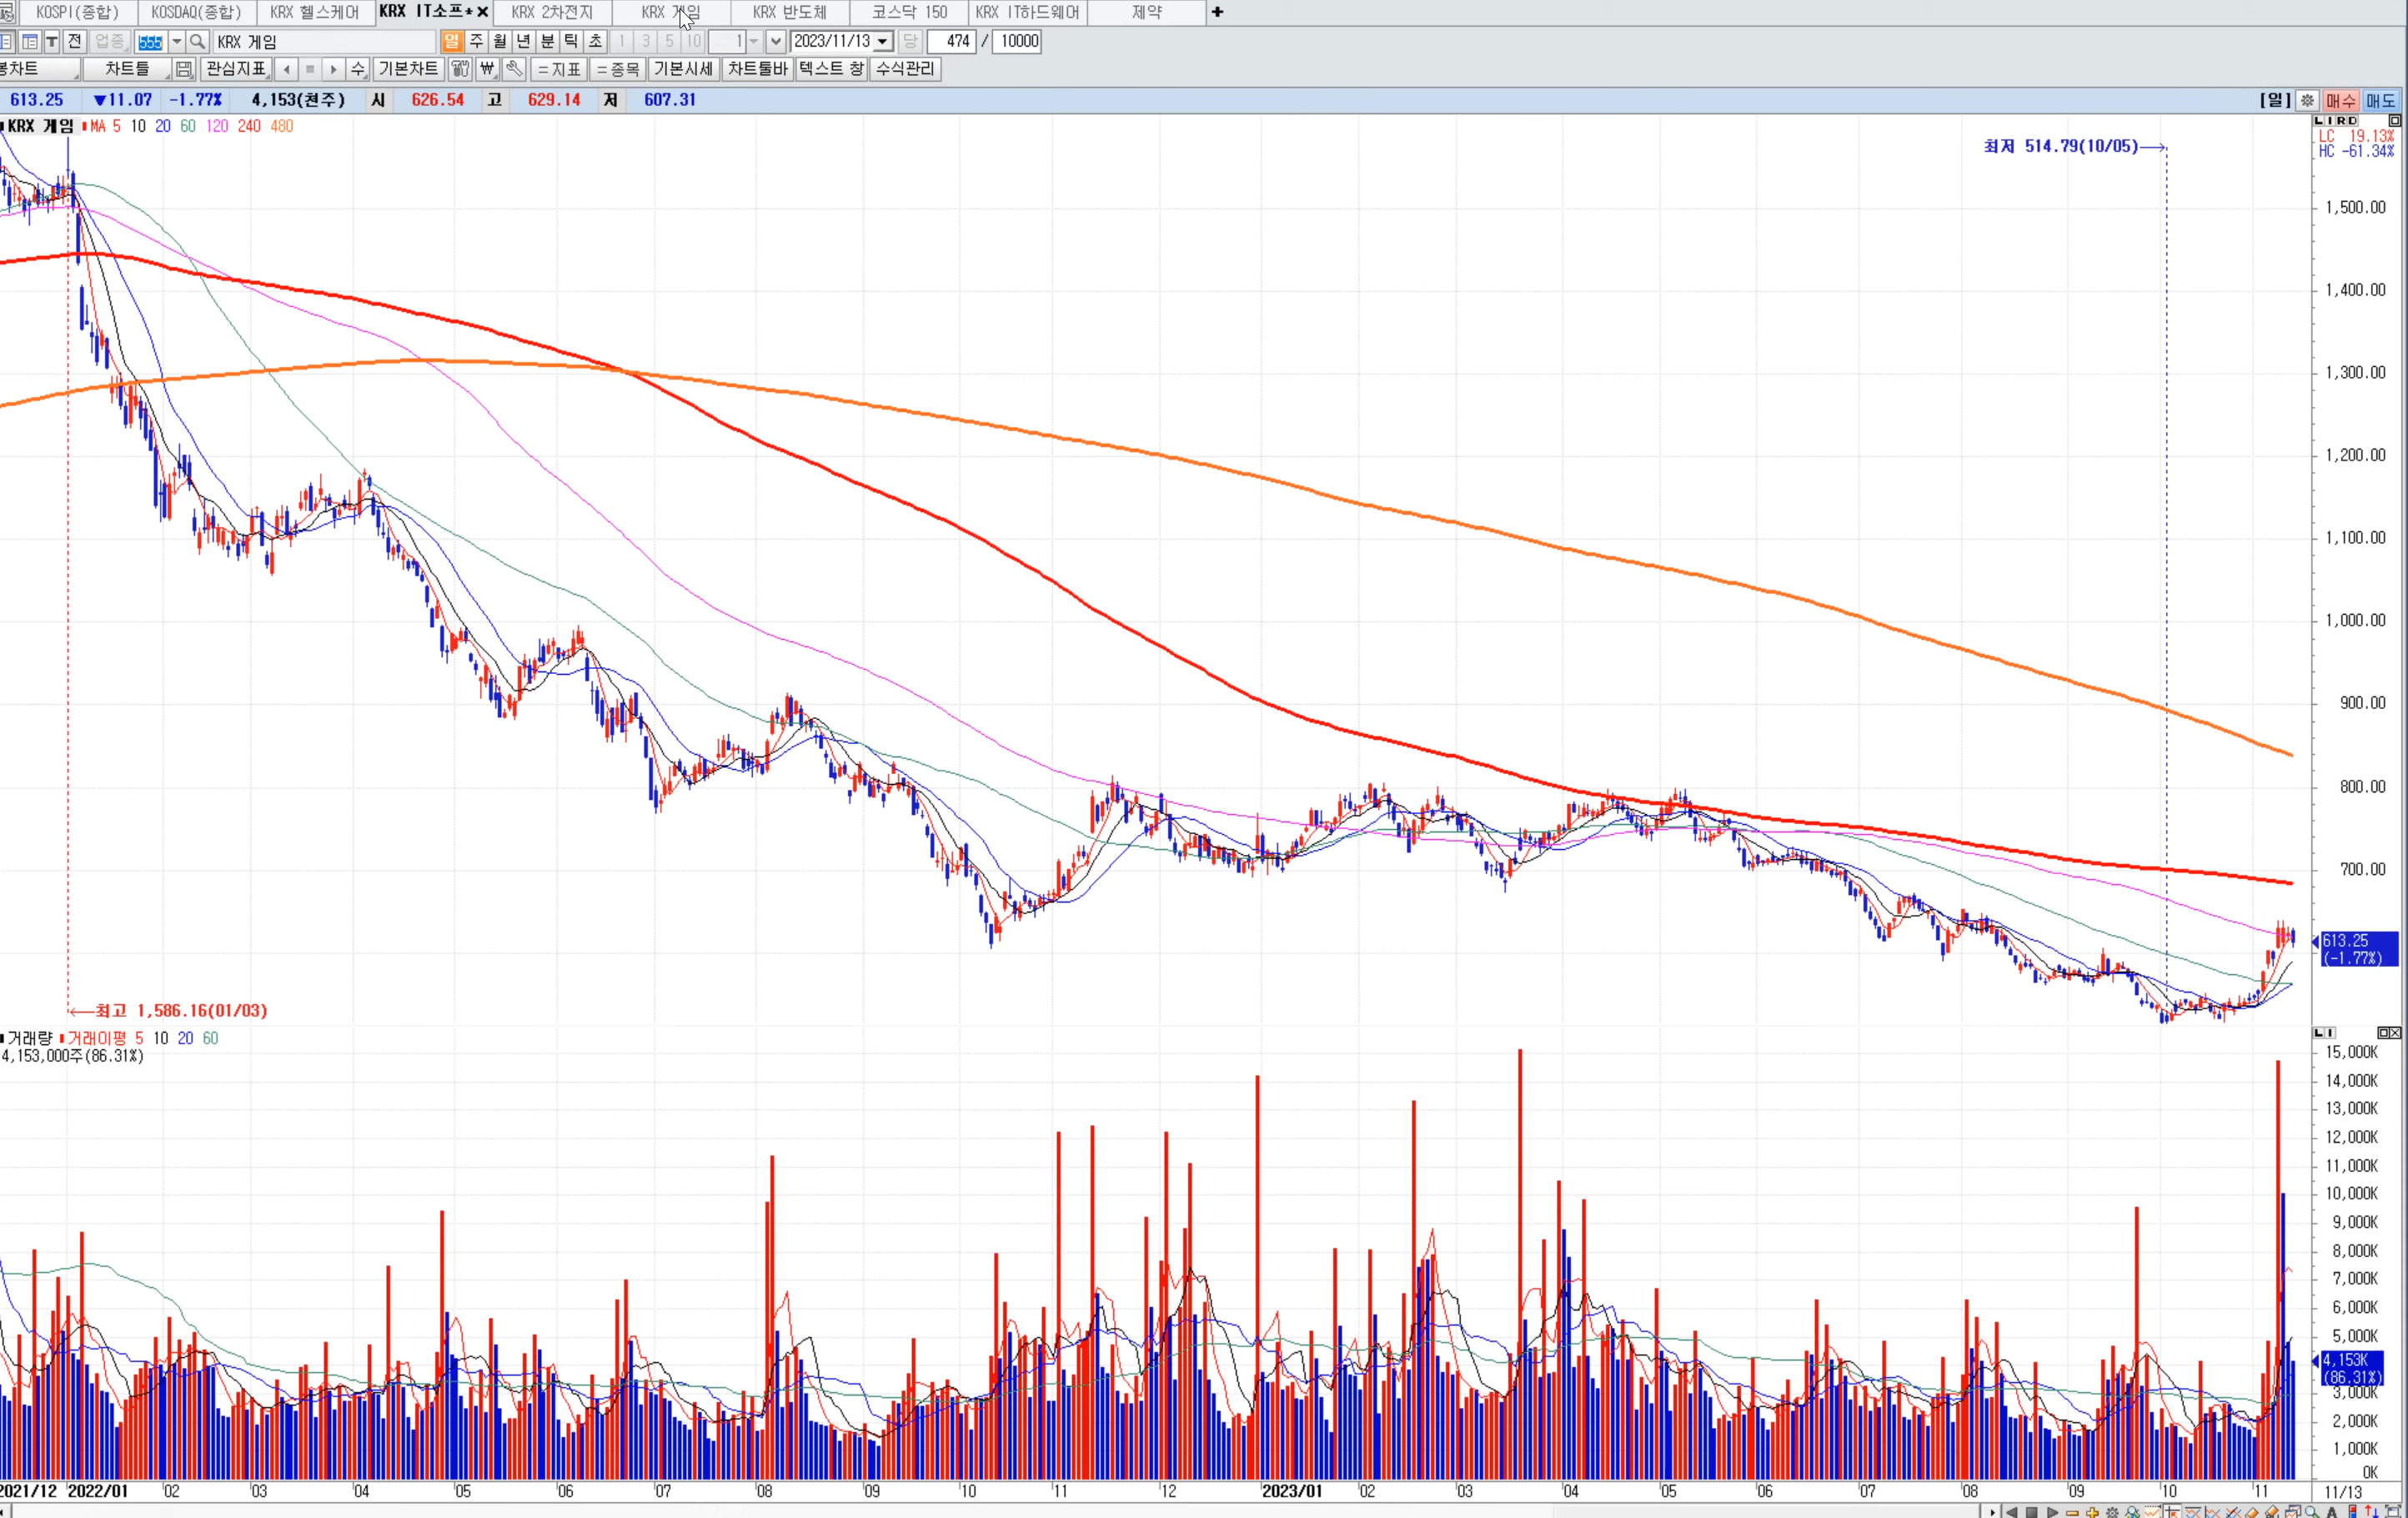 KOSPI(종합) KOSDAQ(종합) KRX 헬스케어 KRX IT소프* KRX 2차전지 KRX 게임 KRX 반도체 코스닥 150 KRX IT하드웨어 제약
T 전 업종 555 KRX 게임 일 주 월 년 분 틱 초 1 3 5 10 1 2023/11/13 당 474 / 10000
봉차트 차트틀 관심지표 수 기본차트 ₩ =지표 =종목 기본시세 차트툴바 텍스트 창 수식관리
613.25 ▼11.07 -1.77% 4,153(천주) 시 626.54 고 629.14 저 607.31 [일] 매수 매도
KRX 게임 MA 5 10 20 60 120 240 480
L I R D
LC 19.13%
HC -61.34%
최저 514.79(10/05)
1,500.00
1,400.00
1,300.00
1,200.00
1,100.00
1,000.00
900.00
800.00
700.00
613.25
(-1.77%)
최고 1,586.16(01/03)
거래량 거래이평 5 10 20 60
L I
4,153,000주(86.31%)
15,000K
14,000K
13,000K
12,000K
11,000K
10,000K
9,000K
8,000K
7,000K
6,000K
5,000K
4,153K
(86.31%)
3,000K
2,000K
1,000K
0K
2021/12 2022/01 02 03 04 05 06 07 08 09 10 11 12 2023/01 02 03 04 05 06 07 08 09 10 11 11/13
A